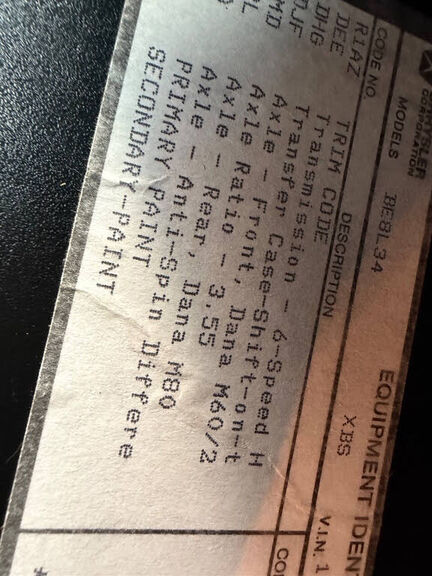 CHRYSLER
CORPORATION
EQUIPMENT IDEN
MODELS BE8L34 XBS V.I.N. 1
CODE NO. DESCRIPTION CO
RIAZ TRIM CODE
DEE Transmission - 6-Speed H
DHG Transfer Case-Shift-on-t
DJF Axle - Front, Dana M60/2
MD Axle Ratio - 3.55
L Axle - Rear, Dana M80
Axle - Anti-Spin Differe
PRIMARY PAINT
SECONDARY-PAINT